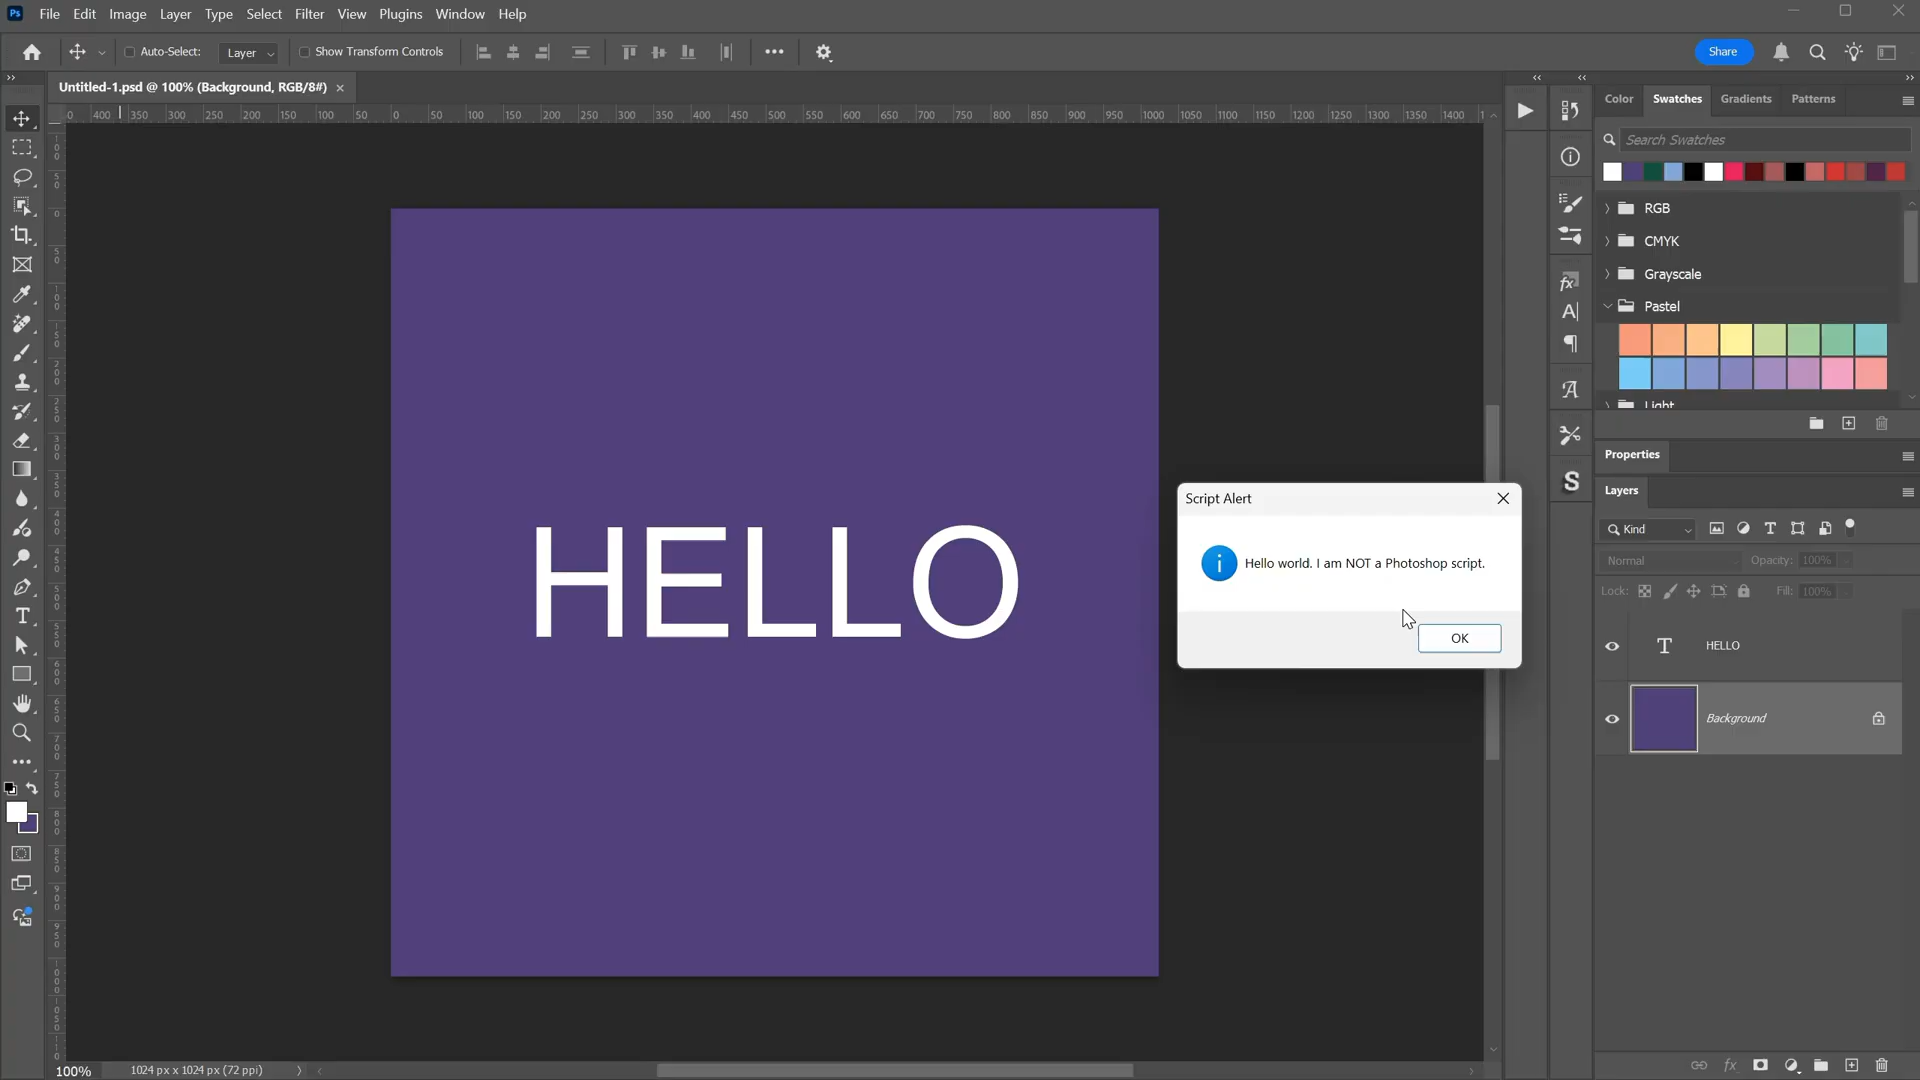 Ps File Edit Image Layer Type Select Filter View Plugins Window Help
Auto-Select: Layer Show Transform Controls Share
Untitled-1.psd @ 100% (Background, RGB/8#)
0 400 350 300 250 200 150 100 50 0 50 100 150 200 250 300 350 400 450 500 550 600 650 700 750 800 850 900 950 1000 1050 1100 1150 1200 1250 1300 1350 1400 1
Color Swatches Gradients Patterns
Search Swatches
RGB
CMYK
Grayscale
Pastel
Light
Properties
Layers
Kind
Normal Opacity: 100%
Lock: Fill: 100%
HELLO
Background
HELLO
Script Alert
Hello world. I am NOT a Photoshop script.
OK
100% 1024 px x 1024 px (72 ppi)